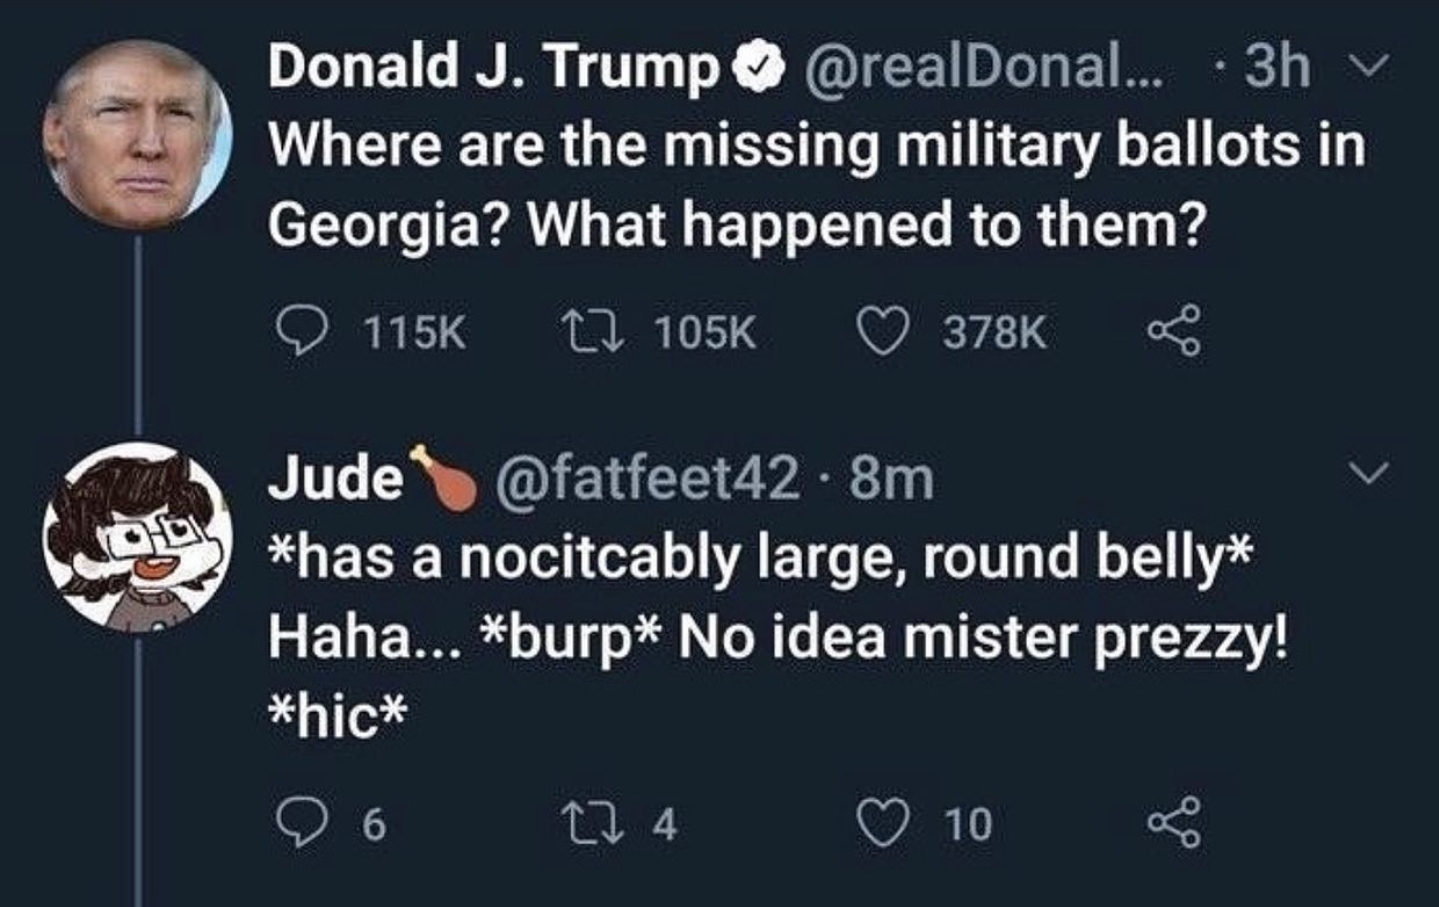 Donald J. Trump @realDonal... · 3h
Where are the missing military ballots in
Georgia? What happened to them?
115K 105K 378K
Jude🍗 @fatfeet42 · 8m
*has a nocitcably large, round belly*
Haha... *burp* No idea mister prezzy!
*hic*
6 4 10